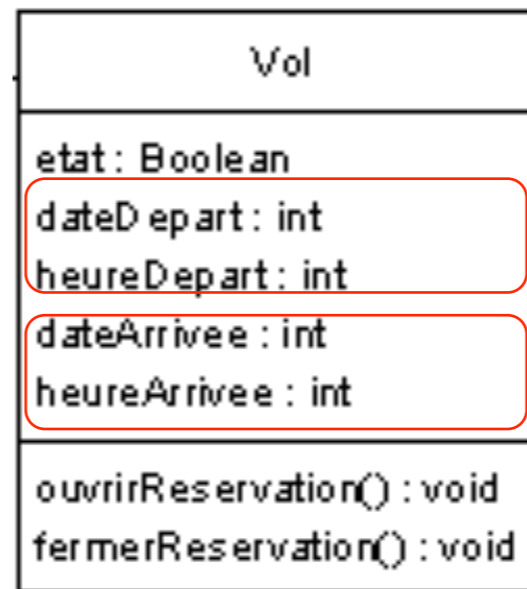 Vol
etat : Boolean
dateDepart : int
heureDepart : int
dateArrivee : int
heureArrivee : int
ouvrirReservation() : void
fermerReservation() : void